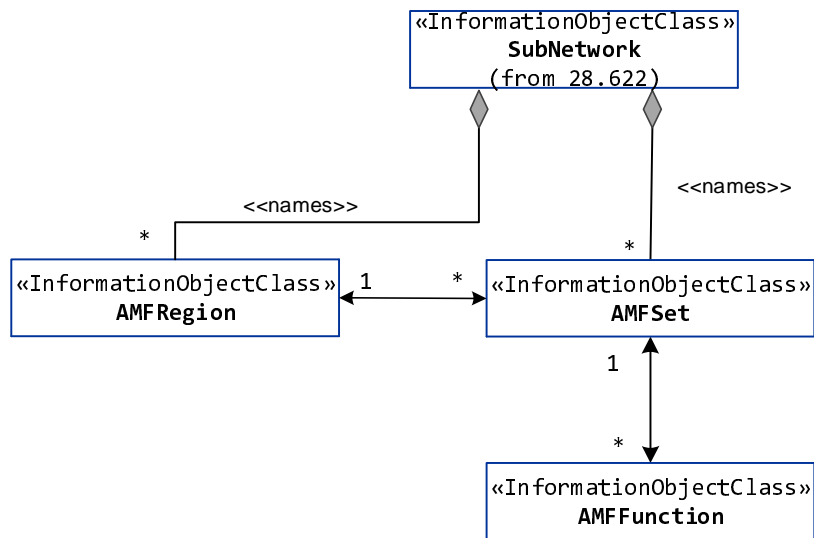 «InformationObjectClass»
SubNetwork
(from 28.622)
<<names>>
<<names>>
*
*
«InformationObjectClass»
AMFRegion
1
*
«InformationObjectClass»
AMFSet
1
*
«InformationObjectClass»
AMFFunction